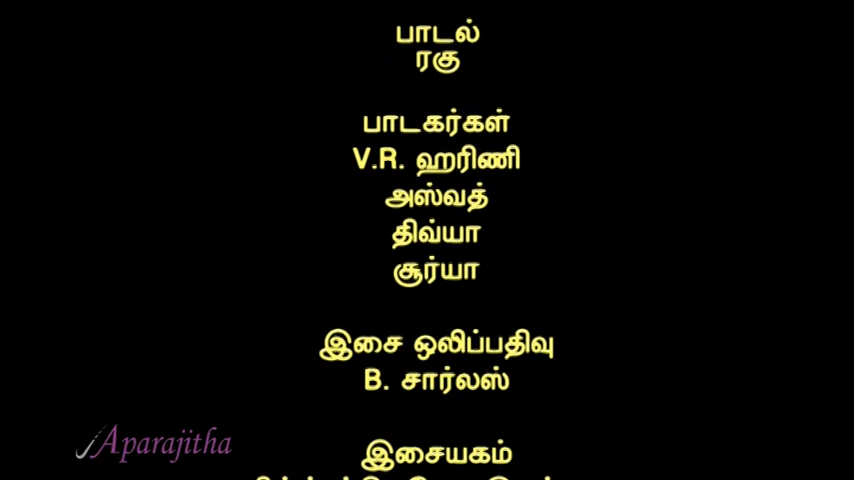 பாடல்
ரகு
பாடகர்கள்
V.R. ஹரிணி
அஸ்வத்
திவ்யா
சூர்யா
இசை ஒலிப்பதிவு
B. சார்லஸ்
இசையகம்
Aparajitha